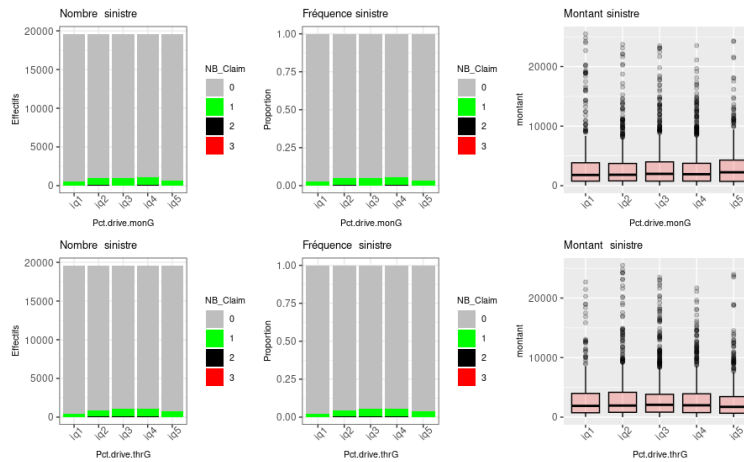 Nombre sinistre
Effectifs
20000
15000
10000
5000
0
Iq1
Iq2
Iq3
Iq4
Iq5
Pct.drive.monG
NB_Claim
0
1
2
3
Fréquence sinistre
Proportion
1.00
0.75
0.50
0.25
0.00
Iq1
Iq2
Iq3
Iq4
Iq5
Pct.drive.monG
NB_Claim
0
1
2
3
Montant sinistre
montant
20000
10000
0
Iq1
Iq2
Iq3
Iq4
Iq5
Pct.drive.monG
Nombre sinistre
Effectifs
20000
15000
10000
5000
0
Iq1
Iq2
Iq3
Iq4
Iq5
Pct.drive.thrG
NB_Claim
0
1
2
3
Fréquence sinistre
Proportion
1.00
0.75
0.50
0.25
0.00
Iq1
Iq2
Iq3
Iq4
Iq5
Pct.drive.thrG
NB_Claim
0
1
2
3
Montant sinistre
montant
20000
10000
0
Iq1
Iq2
Iq3
Iq4
Iq5
Pct.drive.thrG